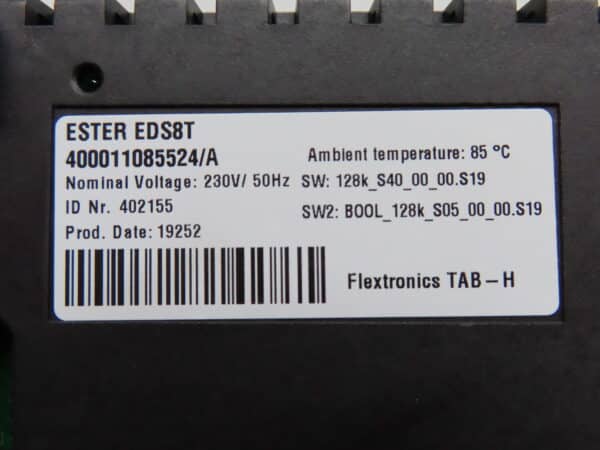 ESTER EDS8T
400011085524/A
Ambient temperature: 85 °C
Nominal Voltage: 230V/ 50Hz
SW: 128k_S40_00_00.S19
ID Nr. 402155
SW2: BOOL_128k_S05_00_00.S19
Prod. Date: 19252
Flextronics TAB – H